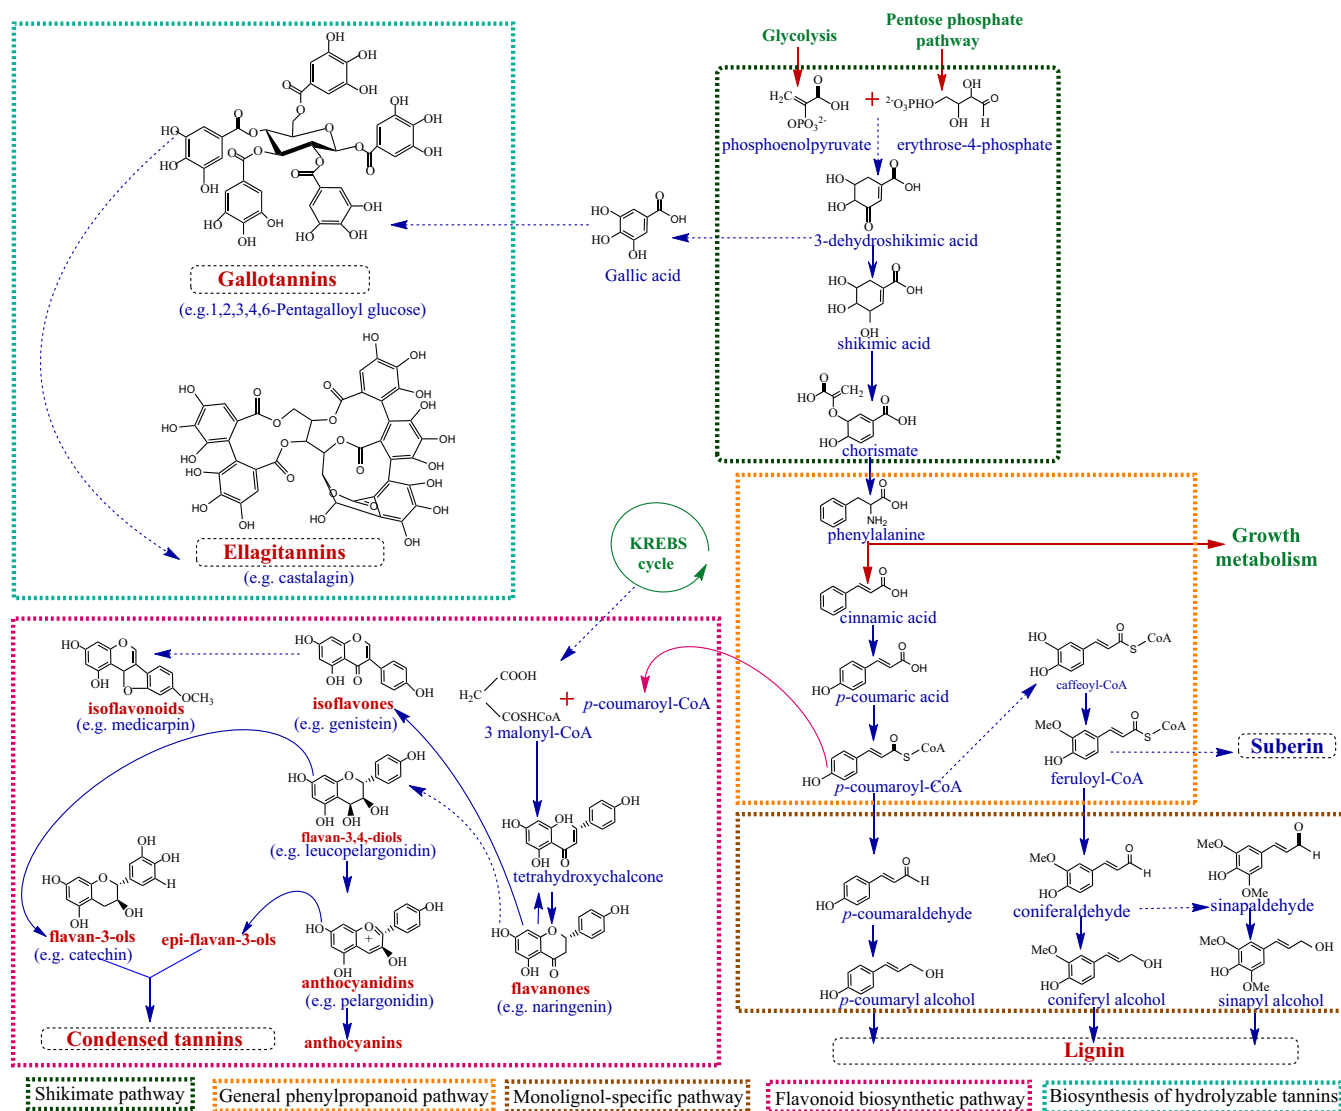 Glycolysis
Pentose phosphate
pathway
phosphoenolpyruvate
+
erythrose-4-phosphate
3-dehydroshikimic acid
Gallic acid
shikimic acid
chorismate
Gallotannins
(e.g.1,2,3,4,6-Pentagalloyl glucose)
Ellagitannins
(e.g. castalagin)
KREBS
cycle
phenylalanine
Growth
metabolism
cinnamic acid
p-coumaric acid
p-coumaroyl-CoA
caffeoyl-CoA
feruloyl-CoA
Suberin
isoflavonoids
(e.g. medicarpin)
isoflavones
(e.g. genistein)
3 malonyl-CoA
+
p-coumaroyl-CoA
flavan-3,4,-diols
(e.g. leucopelargonidin)
tetrahydroxychalcone
flavan-3-ols
(e.g. catechin)
epi-flavan-3-ols
anthocyanidins
(e.g. pelargonidin)
flavanones
(e.g. naringenin)
Condensed tannins
anthocyanins
p-coumaraldehyde
coniferaldehyde
sinapaldehyde
p-coumaryl alcohol
coniferyl alcohol
sinapyl alcohol
Lignin
Shikimate pathway
General phenylpropanoid pathway
Monolignol-specific pathway
Flavonoid biosynthetic pathway
Biosynthesis of hydrolyzable tannins